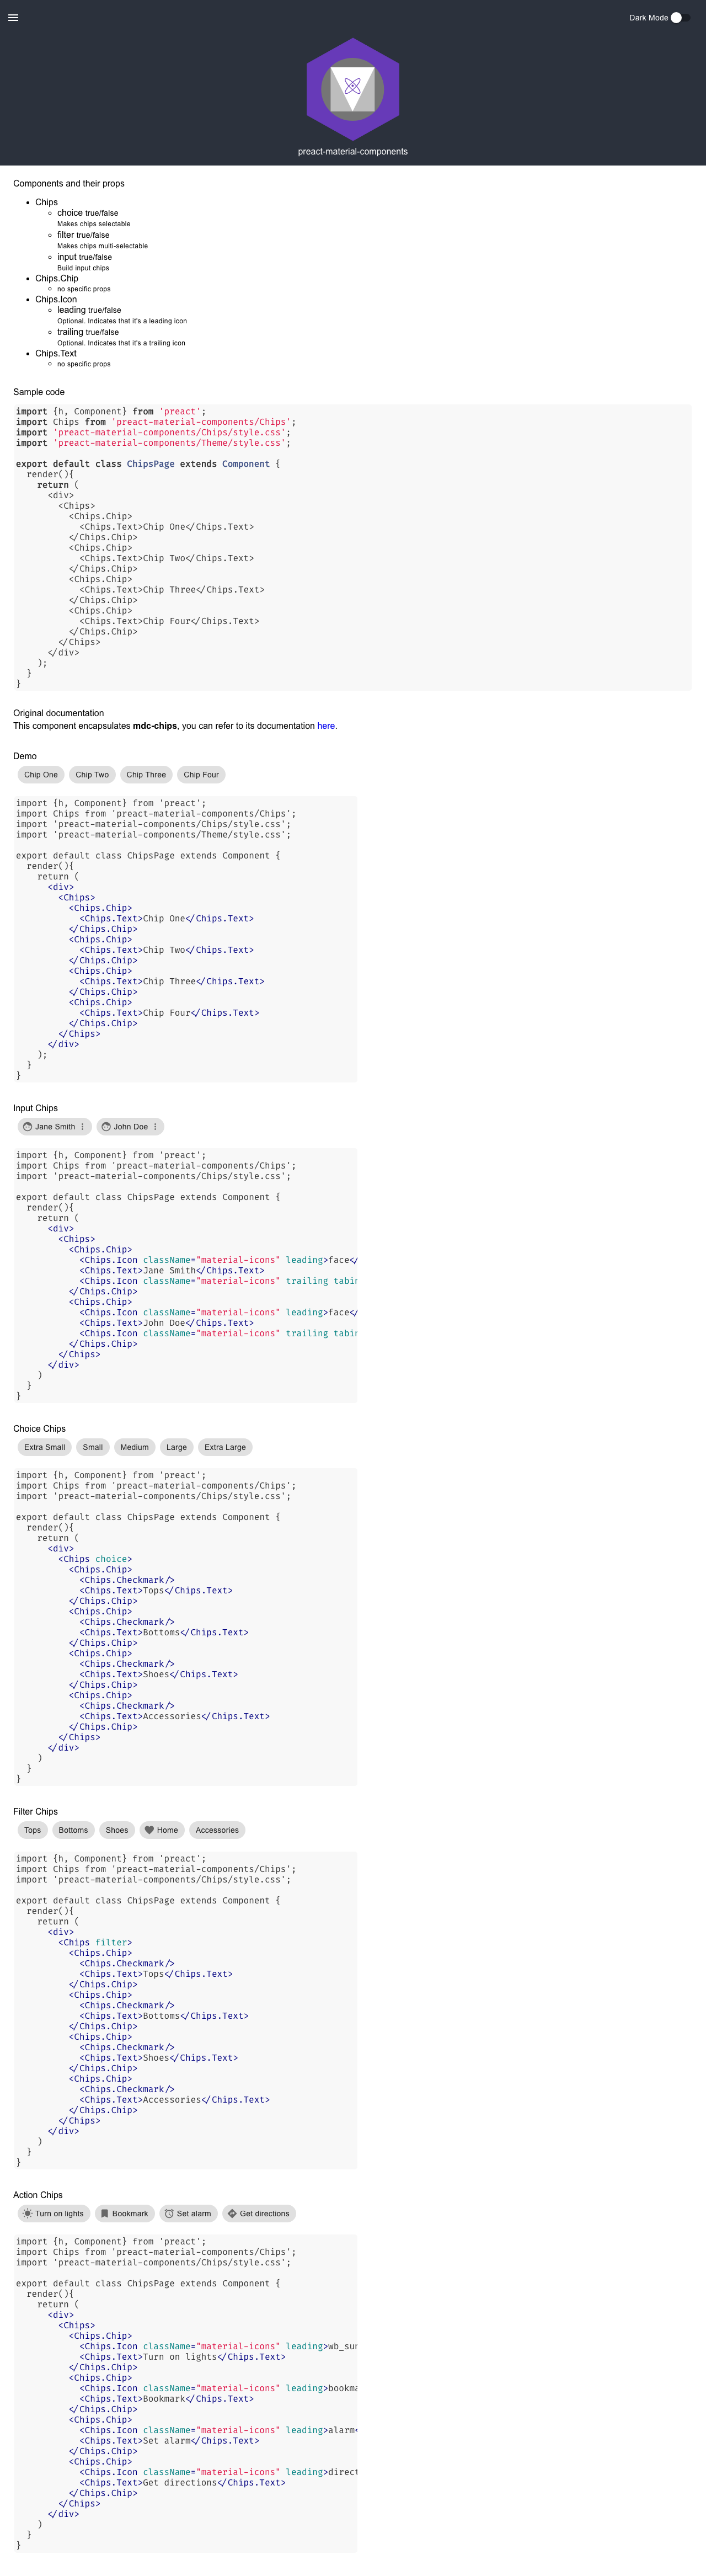 Dark Mode
preact-material-components
Components and their props
Chips
choice true/false
Makes chips selectable
filter true/false
Makes chips multi-selectable
input true/false
Build input chips
Chips.Chip
no specific props
Chips.Icon
leading true/false
Optional. Indicates that it's a leading icon
trailing true/false
Optional. Indicates that it's a trailing icon
Chips.Text
no specific props
Sample code
import {h, Component} from 'preact';
import Chips from 'preact-material-components/Chips';
import 'preact-material-components/Chips/style.css';
import 'preact-material-components/Theme/style.css';
export default class ChipsPage extends Component {
render(){
return (
<div>
<Chips>
<Chips.Chip>
<Chips.Text>Chip One</Chips.Text>
</Chips.Chip>
<Chips.Chip>
<Chips.Text>Chip Two</Chips.Text>
</Chips.Chip>
<Chips.Chip>
<Chips.Text>Chip Three</Chips.Text>
</Chips.Chip>
<Chips.Chip>
<Chips.Text>Chip Four</Chips.Text>
</Chips.Chip>
</Chips>
</div>
);
}
}
Original documentation
This component encapsulates mdc-chips, you can refer to its documentation here.
Demo
Chip One Chip Two Chip Three Chip Four
import {h, Component} from 'preact';
import Chips from 'preact-material-components/Chips';
import 'preact-material-components/Chips/style.css';
import 'preact-material-components/Theme/style.css';
export default class ChipsPage extends Component {
render(){
return (
<div>
<Chips>
<Chips.Chip>
<Chips.Text>Chip One</Chips.Text>
</Chips.Chip>
<Chips.Chip>
<Chips.Text>Chip Two</Chips.Text>
</Chips.Chip>
<Chips.Chip>
<Chips.Text>Chip Three</Chips.Text>
</Chips.Chip>
<Chips.Chip>
<Chips.Text>Chip Four</Chips.Text>
</Chips.Chip>
</Chips>
</div>
);
}
}
Input Chips
Jane Smith John Doe
import {h, Component} from 'preact';
import Chips from 'preact-material-components/Chips';
import 'preact-material-components/Chips/style.css';
export default class ChipsPage extends Component {
render(){
return (
<div>
<Chips>
<Chips.Chip>
<Chips.Icon className="material-icons" leading>face</
<Chips.Text>Jane Smith</Chips.Text>
<Chips.Icon className="material-icons" trailing tabin
</Chips.Chip>
<Chips.Chip>
<Chips.Icon className="material-icons" leading>face</
<Chips.Text>John Doe</Chips.Text>
<Chips.Icon className="material-icons" trailing tabin
</Chips.Chip>
</Chips>
</div>
)
}
}
Choice Chips
Extra Small Small Medium Large Extra Large
import {h, Component} from 'preact';
import Chips from 'preact-material-components/Chips';
import 'preact-material-components/Chips/style.css';
export default class ChipsPage extends Component {
render(){
return (
<div>
<Chips choice>
<Chips.Chip>
<Chips.Checkmark/>
<Chips.Text>Tops</Chips.Text>
</Chips.Chip>
<Chips.Chip>
<Chips.Checkmark/>
<Chips.Text>Bottoms</Chips.Text>
</Chips.Chip>
<Chips.Chip>
<Chips.Checkmark/>
<Chips.Text>Shoes</Chips.Text>
</Chips.Chip>
<Chips.Chip>
<Chips.Checkmark/>
<Chips.Text>Accessories</Chips.Text>
</Chips.Chip>
</Chips>
</div>
)
}
}
Filter Chips
Tops Bottoms Shoes Home Accessories
import {h, Component} from 'preact';
import Chips from 'preact-material-components/Chips';
import 'preact-material-components/Chips/style.css';
export default class ChipsPage extends Component {
render(){
return (
<div>
<Chips filter>
<Chips.Chip>
<Chips.Checkmark/>
<Chips.Text>Tops</Chips.Text>
</Chips.Chip>
<Chips.Chip>
<Chips.Checkmark/>
<Chips.Text>Bottoms</Chips.Text>
</Chips.Chip>
<Chips.Chip>
<Chips.Checkmark/>
<Chips.Text>Shoes</Chips.Text>
</Chips.Chip>
<Chips.Chip>
<Chips.Checkmark/>
<Chips.Text>Accessories</Chips.Text>
</Chips.Chip>
</Chips>
</div>
)
}
}
Action Chips
Turn on lights Bookmark Set alarm Get directions
import {h, Component} from 'preact';
import Chips from 'preact-material-components/Chips';
import 'preact-material-components/Chips/style.css';
export default class ChipsPage extends Component {
render(){
return (
<div>
<Chips>
<Chips.Chip>
<Chips.Icon className="material-icons" leading>wb_sun
<Chips.Text>Turn on lights</Chips.Text>
</Chips.Chip>
<Chips.Chip>
<Chips.Icon className="material-icons" leading>bookma
<Chips.Text>Bookmark</Chips.Text>
</Chips.Chip>
<Chips.Chip>
<Chips.Icon className="material-icons" leading>alarm<
<Chips.Text>Set alarm</Chips.Text>
</Chips.Chip>
<Chips.Chip>
<Chips.Icon className="material-icons" leading>direct
<Chips.Text>Get directions</Chips.Text>
</Chips.Chip>
</Chips>
</div>
)
}
}